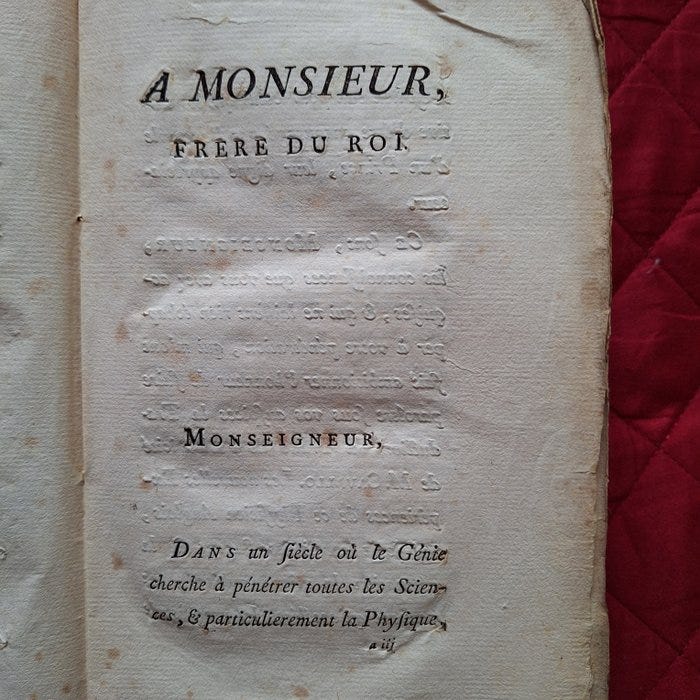 A MONSIEUR,
FRERE DU ROI.
MONSEIGNEUR,
DANS un ſiècle où le Génie
cherche à pénétrer toutes les Scien-
ces, & particulierement la Phyſique,
a iij